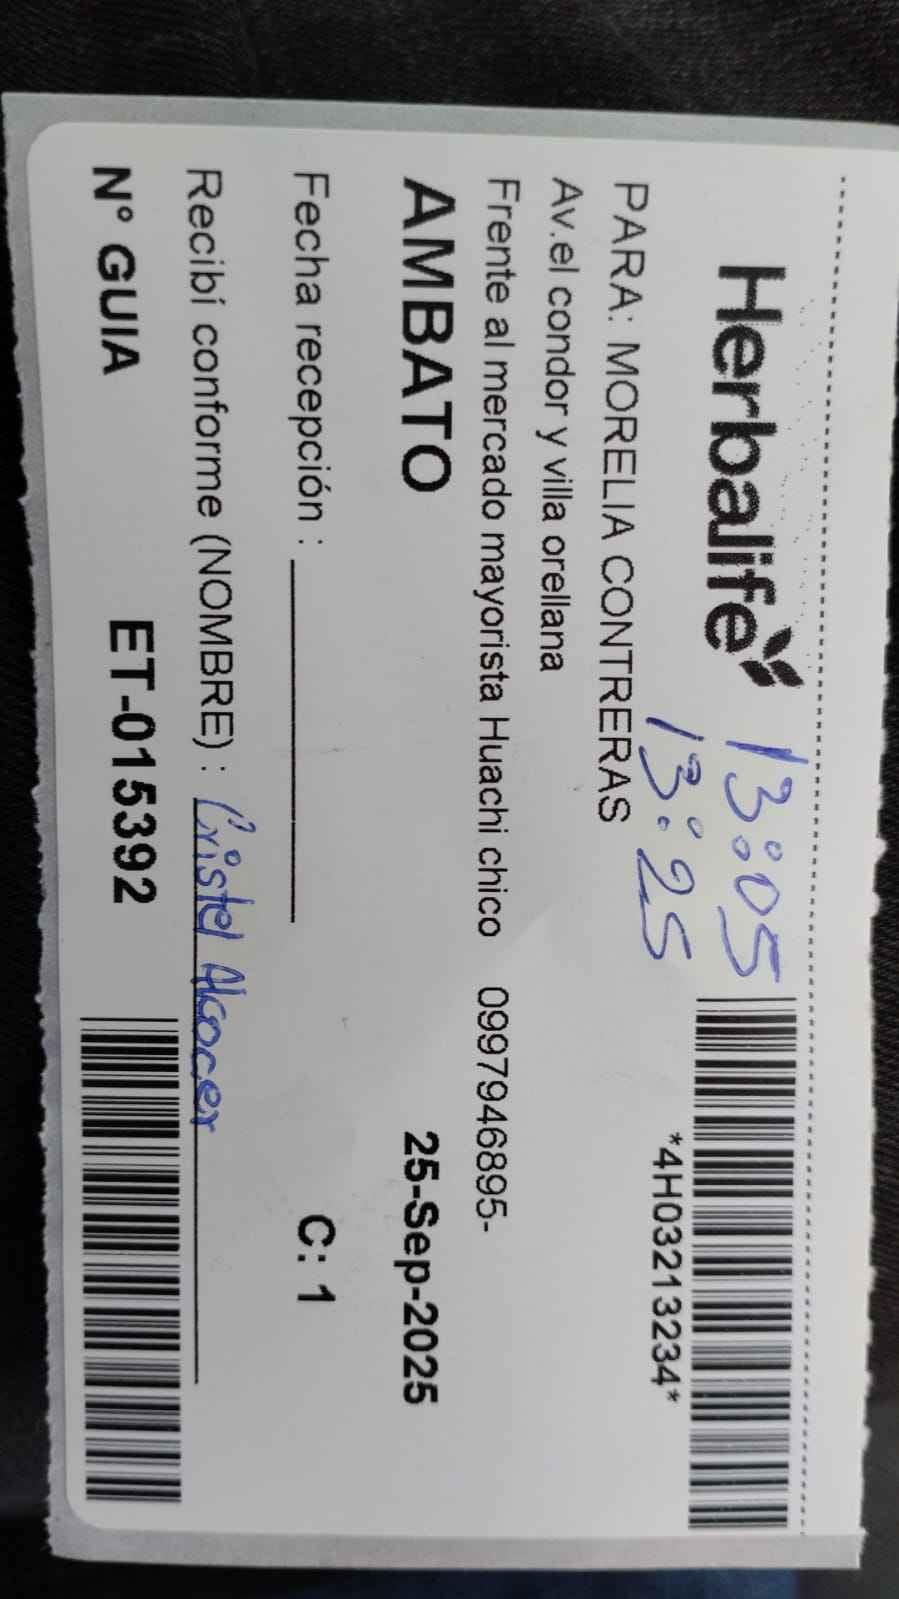 Herbalife 13:05
13:25
*4H03213234*
PARA: MORELIA CONTRERAS
Av.el condor y villa orellana
Frente al mercado mayorista Huachi chico 0997946895-
AMBATO 25-Sep-2025
Fecha recepción : C: 1
Recibí conforme (NOMBRE) : Cristel Alcocer
N° GUIA ET-015392